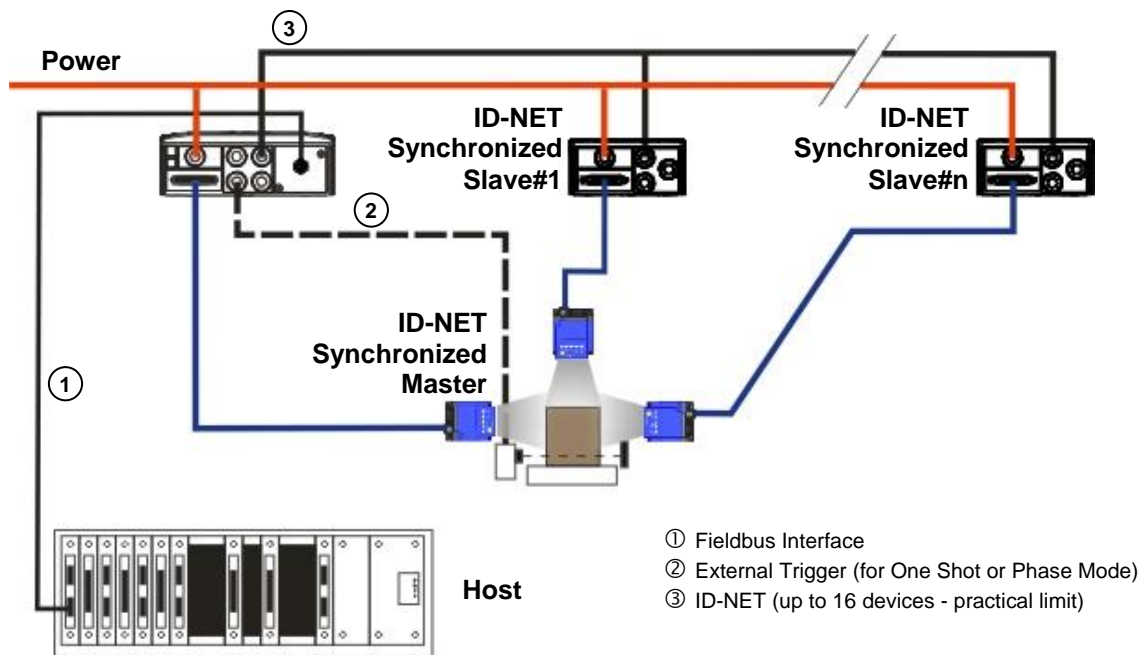 3
Power
ID-NET
Synchronized
Slave#1
ID-NET
Synchronized
Slave#n
2
ID-NET
Synchronized
Master
1
Host
① Fieldbus Interface
② External Trigger (for One Shot or Phase Mode)
③ ID-NET (up to 16 devices - practical limit)